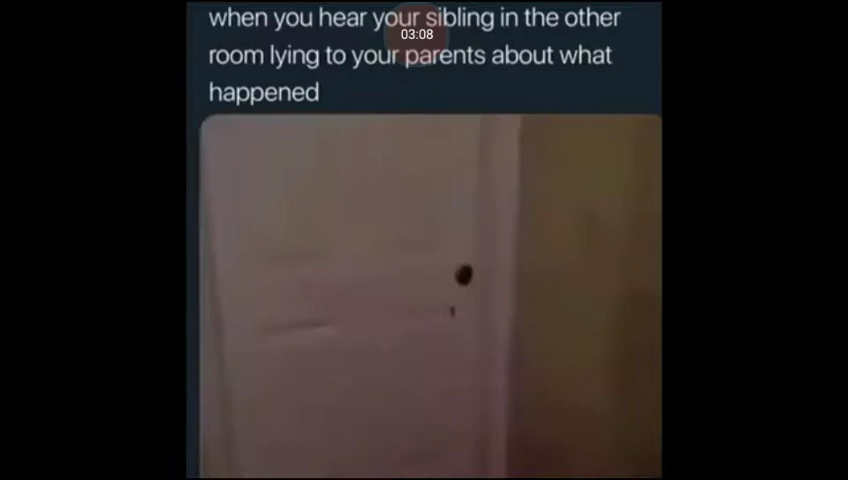 when you hear your sibling in the other
03:08
room lying to your parents about what
happened